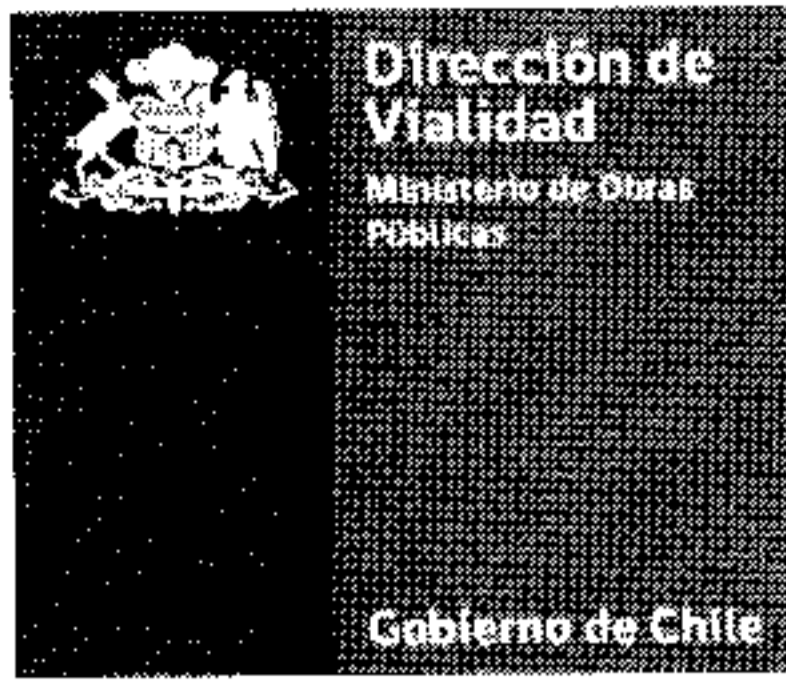 Dirección de
Vialidad
Ministerio de Obras
Públicas
Gobierno de Chile